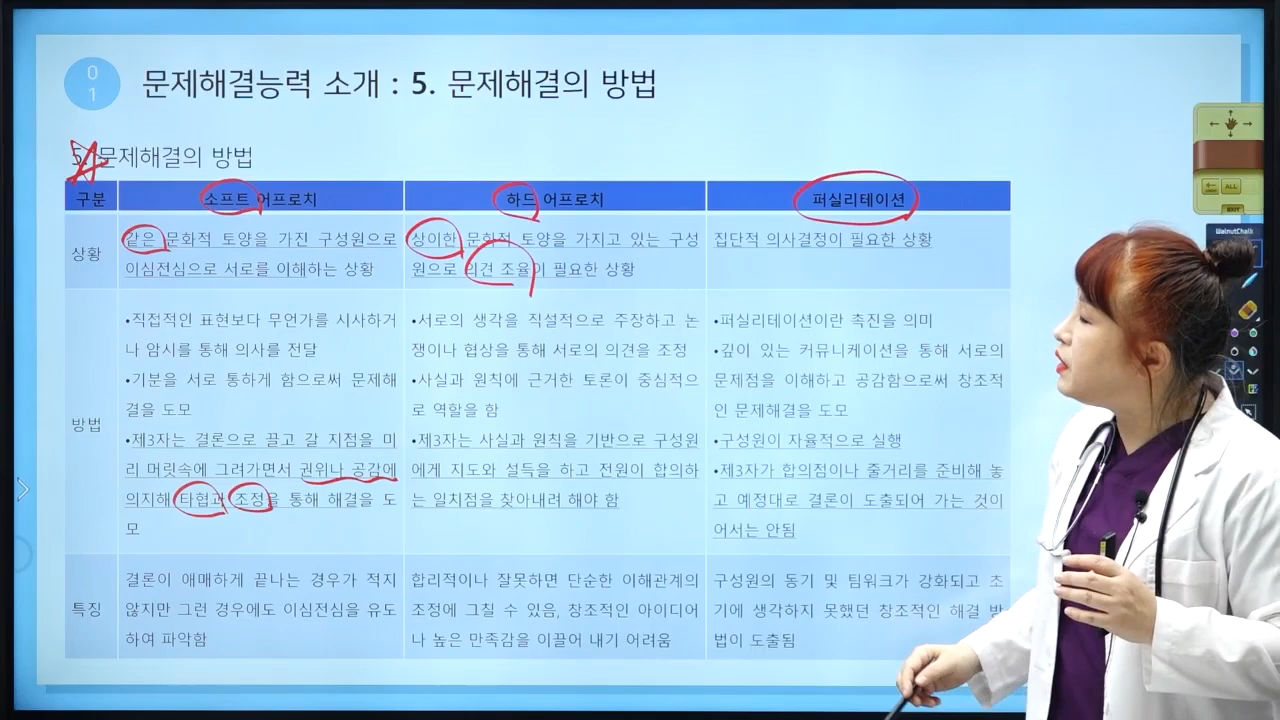 0
1
문제해결능력 소개 : 5. 문제해결의 방법
5. 문제해결의 방법
구분
소프트 어프로치
하드 어프로치
퍼실리테이션
상황
같은 문화적 토양을 가진 구성원으로
이심전심으로 서로를 이해하는 상황
상이한 문화적 토양을 가지고 있는 구성
원으로 의견 조율이 필요한 상황
집단적 의사결정이 필요한 상황
방법
•직접적인 표현보다 무언가를 시사하거
나 암시를 통해 의사를 전달
•기분을 서로 통하게 함으로써 문제해
결을 도모
•제3자는 결론으로 끌고 갈 지점을 미
리 머릿속에 그려가면서 권위나 공감에
의지해 타협과 조정을 통해 해결을 도
모
•서로의 생각을 직설적으로 주장하고 논
쟁이나 협상을 통해 서로의 의견을 조정
•사실과 원칙에 근거한 토론이 중심적으
로 역할을 함
•제3자는 사실과 원칙을 기반으로 구성원
에게 지도와 설득을 하고 전원이 합의하
는 일치점을 찾아내려 해야 함
•퍼실리테이션이란 촉진을 의미
•깊이 있는 커뮤니케이션을 통해 서로의
문제점을 이해하고 공감함으로써 창조적
인 문제해결을 도모
•구성원이 자율적으로 실행
•제3자가 합의점이나 줄거리를 준비해 놓
고 예정대로 결론이 도출되어 가는 것이
어서는 안됨
특징
결론이 애매하게 끝나는 경우가 적지
않지만 그런 경우에도 이심전심을 유도
하여 파악함
합리적이나 잘못하면 단순한 이해관계의
조정에 그칠 수 있음, 창조적인 아이디어
나 높은 만족감을 이끌어 내기 어려움
구성원의 동기 및 팀워크가 강화되고 초
기에 생각하지 못했던 창조적인 해결 방
법이 도출됨
ALL
EXIT
WalnutChalk